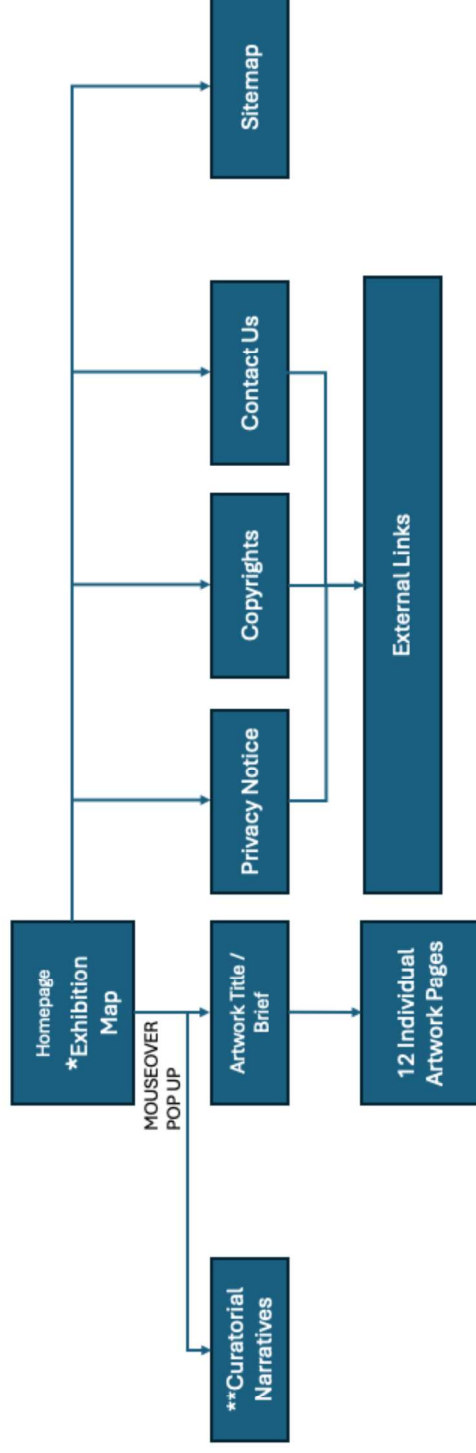 Homepage
*Exhibition
Map
MOUSEOVER
POP UP
**Curatorial
Narratives
Artwork Title /
Brief
Privacy Notice
Copyrights
Contact Us
Sitemap
12 Individual
Artwork Pages
External Links